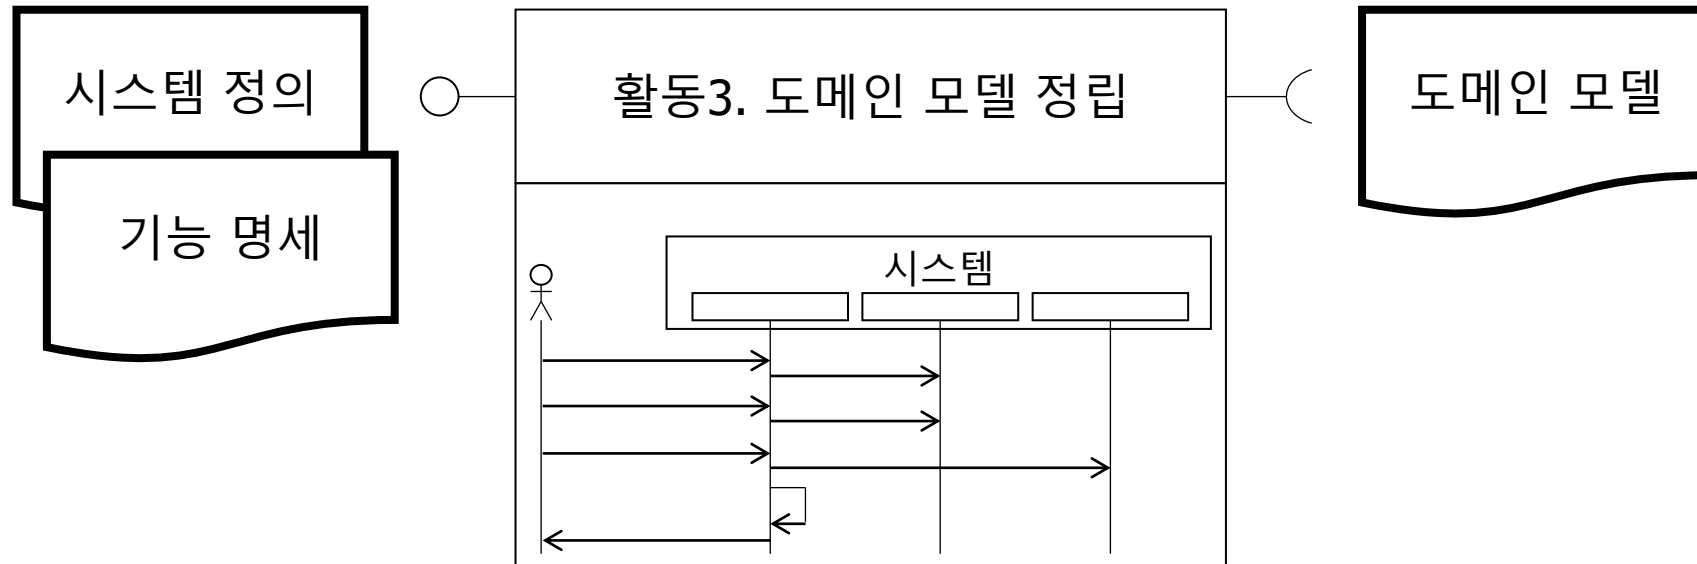 시스템 정의
기능 명세
활동3. 도메인 모델 정립
시스템
도메인 모델